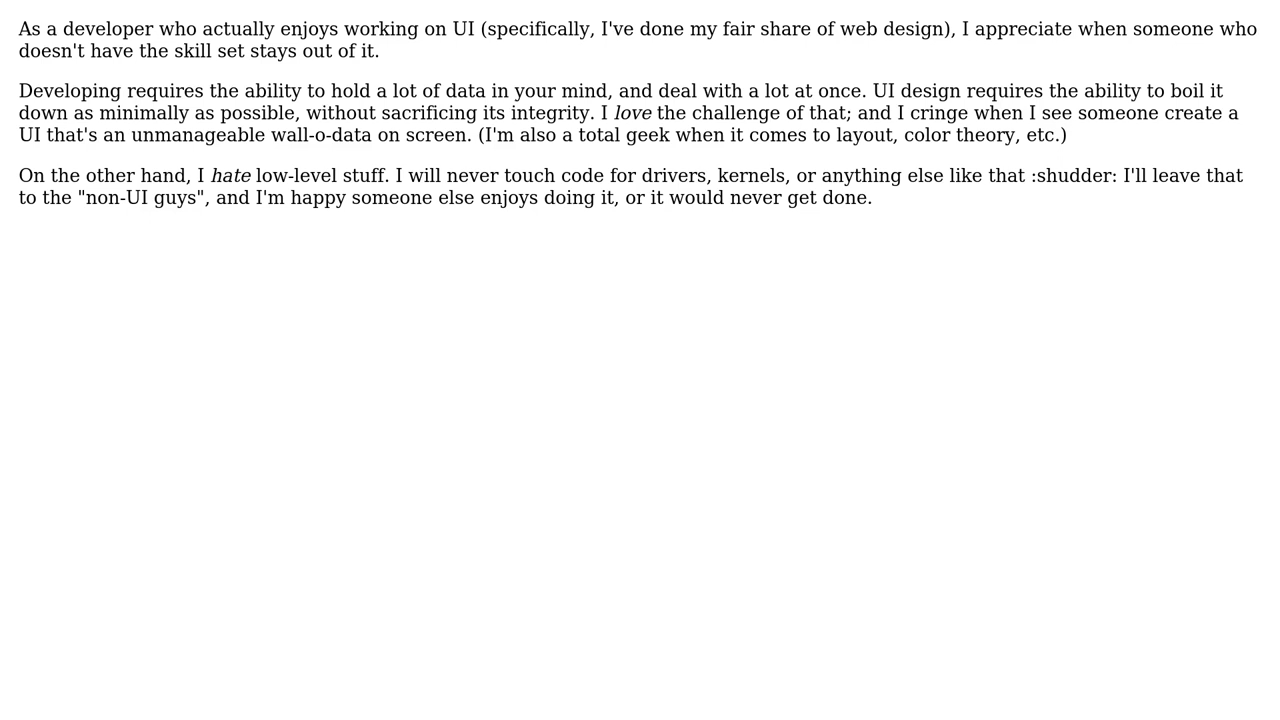 As a developer who actually enjoys working on UI (specifically, I've done my fair share of web design), I appreciate when someone who
doesn't have the skill set stays out of it.
Developing requires the ability to hold a lot of data in your mind, and deal with a lot at once. UI design requires the ability to boil it
down as minimally as possible, without sacrificing its integrity. I love the challenge of that; and I cringe when I see someone create a
UI that's an unmanageable wall-o-data on screen. (I'm also a total geek when it comes to layout, color theory, etc.)
On the other hand, I hate low-level stuff. I will never touch code for drivers, kernels, or anything else like that :shudder: I'll leave that
to the "non-UI guys", and I'm happy someone else enjoys doing it, or it would never get done.